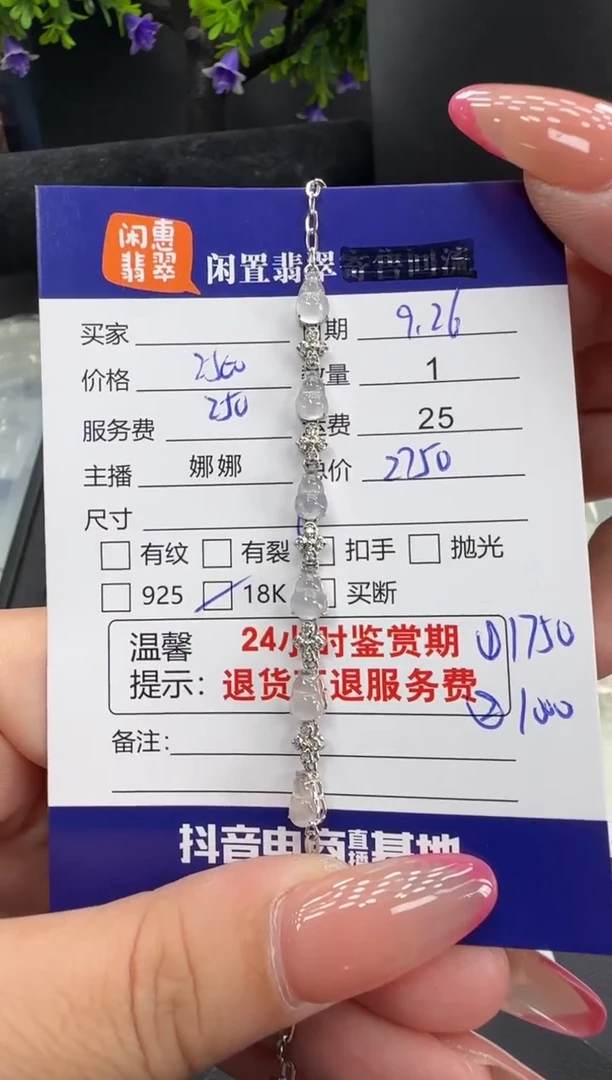 闲惠
翡翠
闲置翡翠
买家 期 9.26
价格 2500 量 1
服务费 250 费 25
主播 娜娜 价 2750
尺寸
有纹 有裂 扣手 抛光
925 18K 买断
温馨 24小时鉴赏期 ①1750
提示: 退货 退服务费 ②1000
备注:
抖音电商直播基地